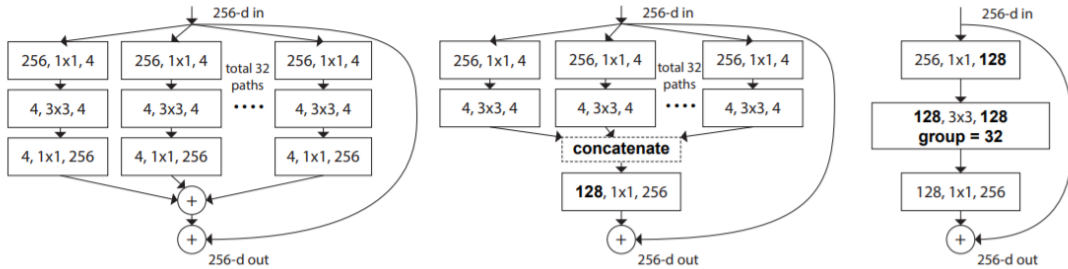 256-d in
256, 1x1, 4
256, 1x1, 4
256, 1x1, 4
total 32
paths
4, 3x3, 4
4, 3x3, 4
4, 3x3, 4
4, 1x1, 256
4, 1x1, 256
4, 1x1, 256
+
+
256-d out
256-d in
256, 1x1, 4
256, 1x1, 4
256, 1x1, 4
total 32
paths
4, 3x3, 4
4, 3x3, 4
4, 3x3, 4
concatenate
128, 1x1, 256
+
256-d out
256-d in
256, 1x1, 128
128, 3x3, 128
group = 32
128, 1x1, 256
+
256-d out